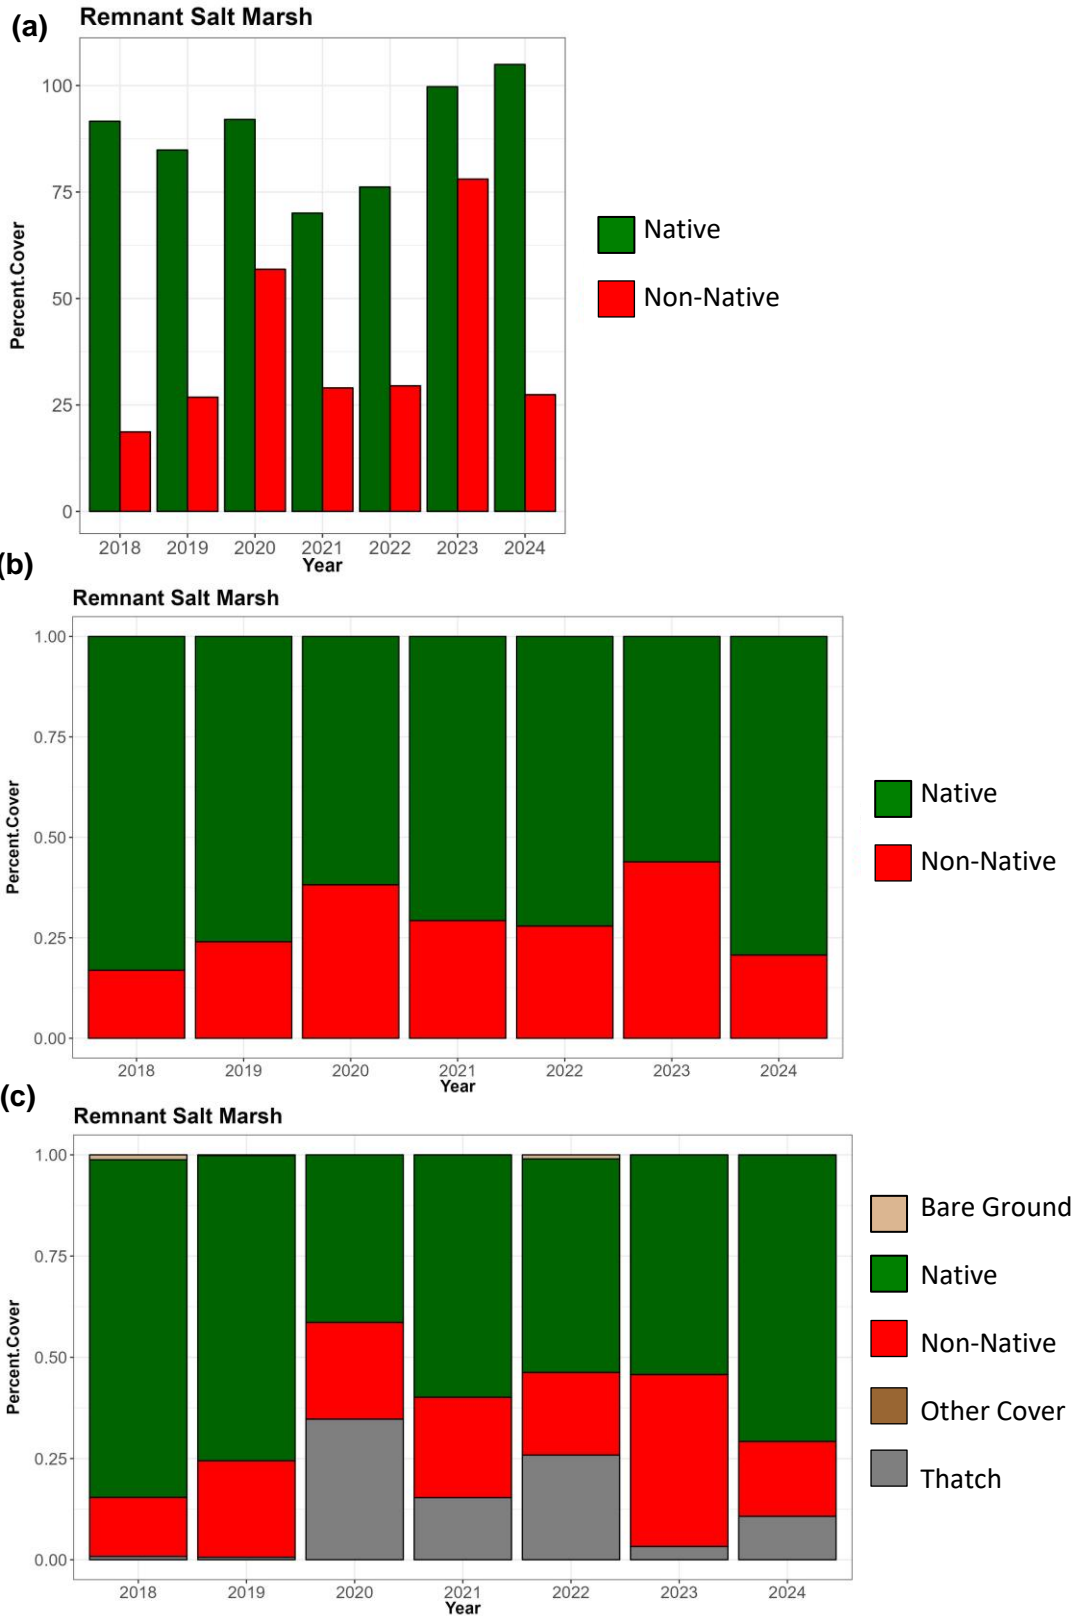 (a)
Remnant Salt Marsh
100
75
50
25
0
Percent.Cover
2018 2019 2020 2021 2022 2023 2024
Year
Native
Non-Native
(b)
Remnant Salt Marsh
1.00
0.75
0.50
0.25
0.00
Percent.Cover
2018 2019 2020 2021 2022 2023 2024
Year
Native
Non-Native
(c)
Remnant Salt Marsh
1.00
0.75
0.50
0.25
0.00
Percent.Cover
2018 2019 2020 2021 2022 2023 2024
Year
Bare Ground
Native
Non-Native
Other Cover
Thatch